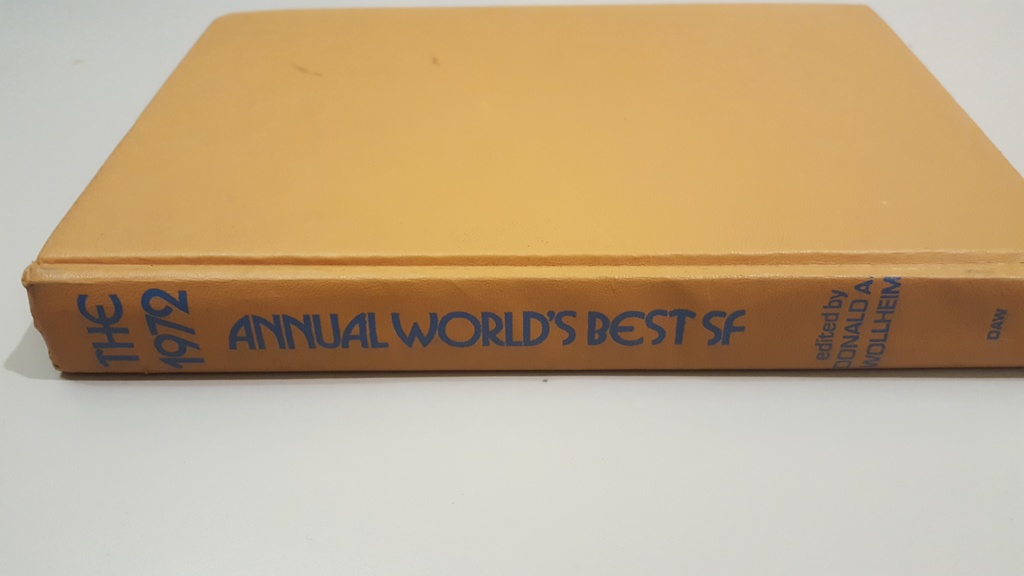 THE
1972
ANNUAL WORLD'S BEST SF
edited by
DONALD A.
WOLLHEIM
DAW